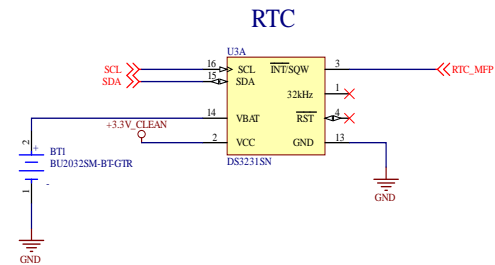 RTC
U3A
SCL 16 SCL INT/SQW 3 RTC_MFP
SDA 15 SDA
32kHz 1
14 VBAT RST 4
+3.3V_CLEAN
2 VCC GND 13
DS3231SN
2
+
BT1
BU2032SM-BT-GTR
1
-
GND
GND